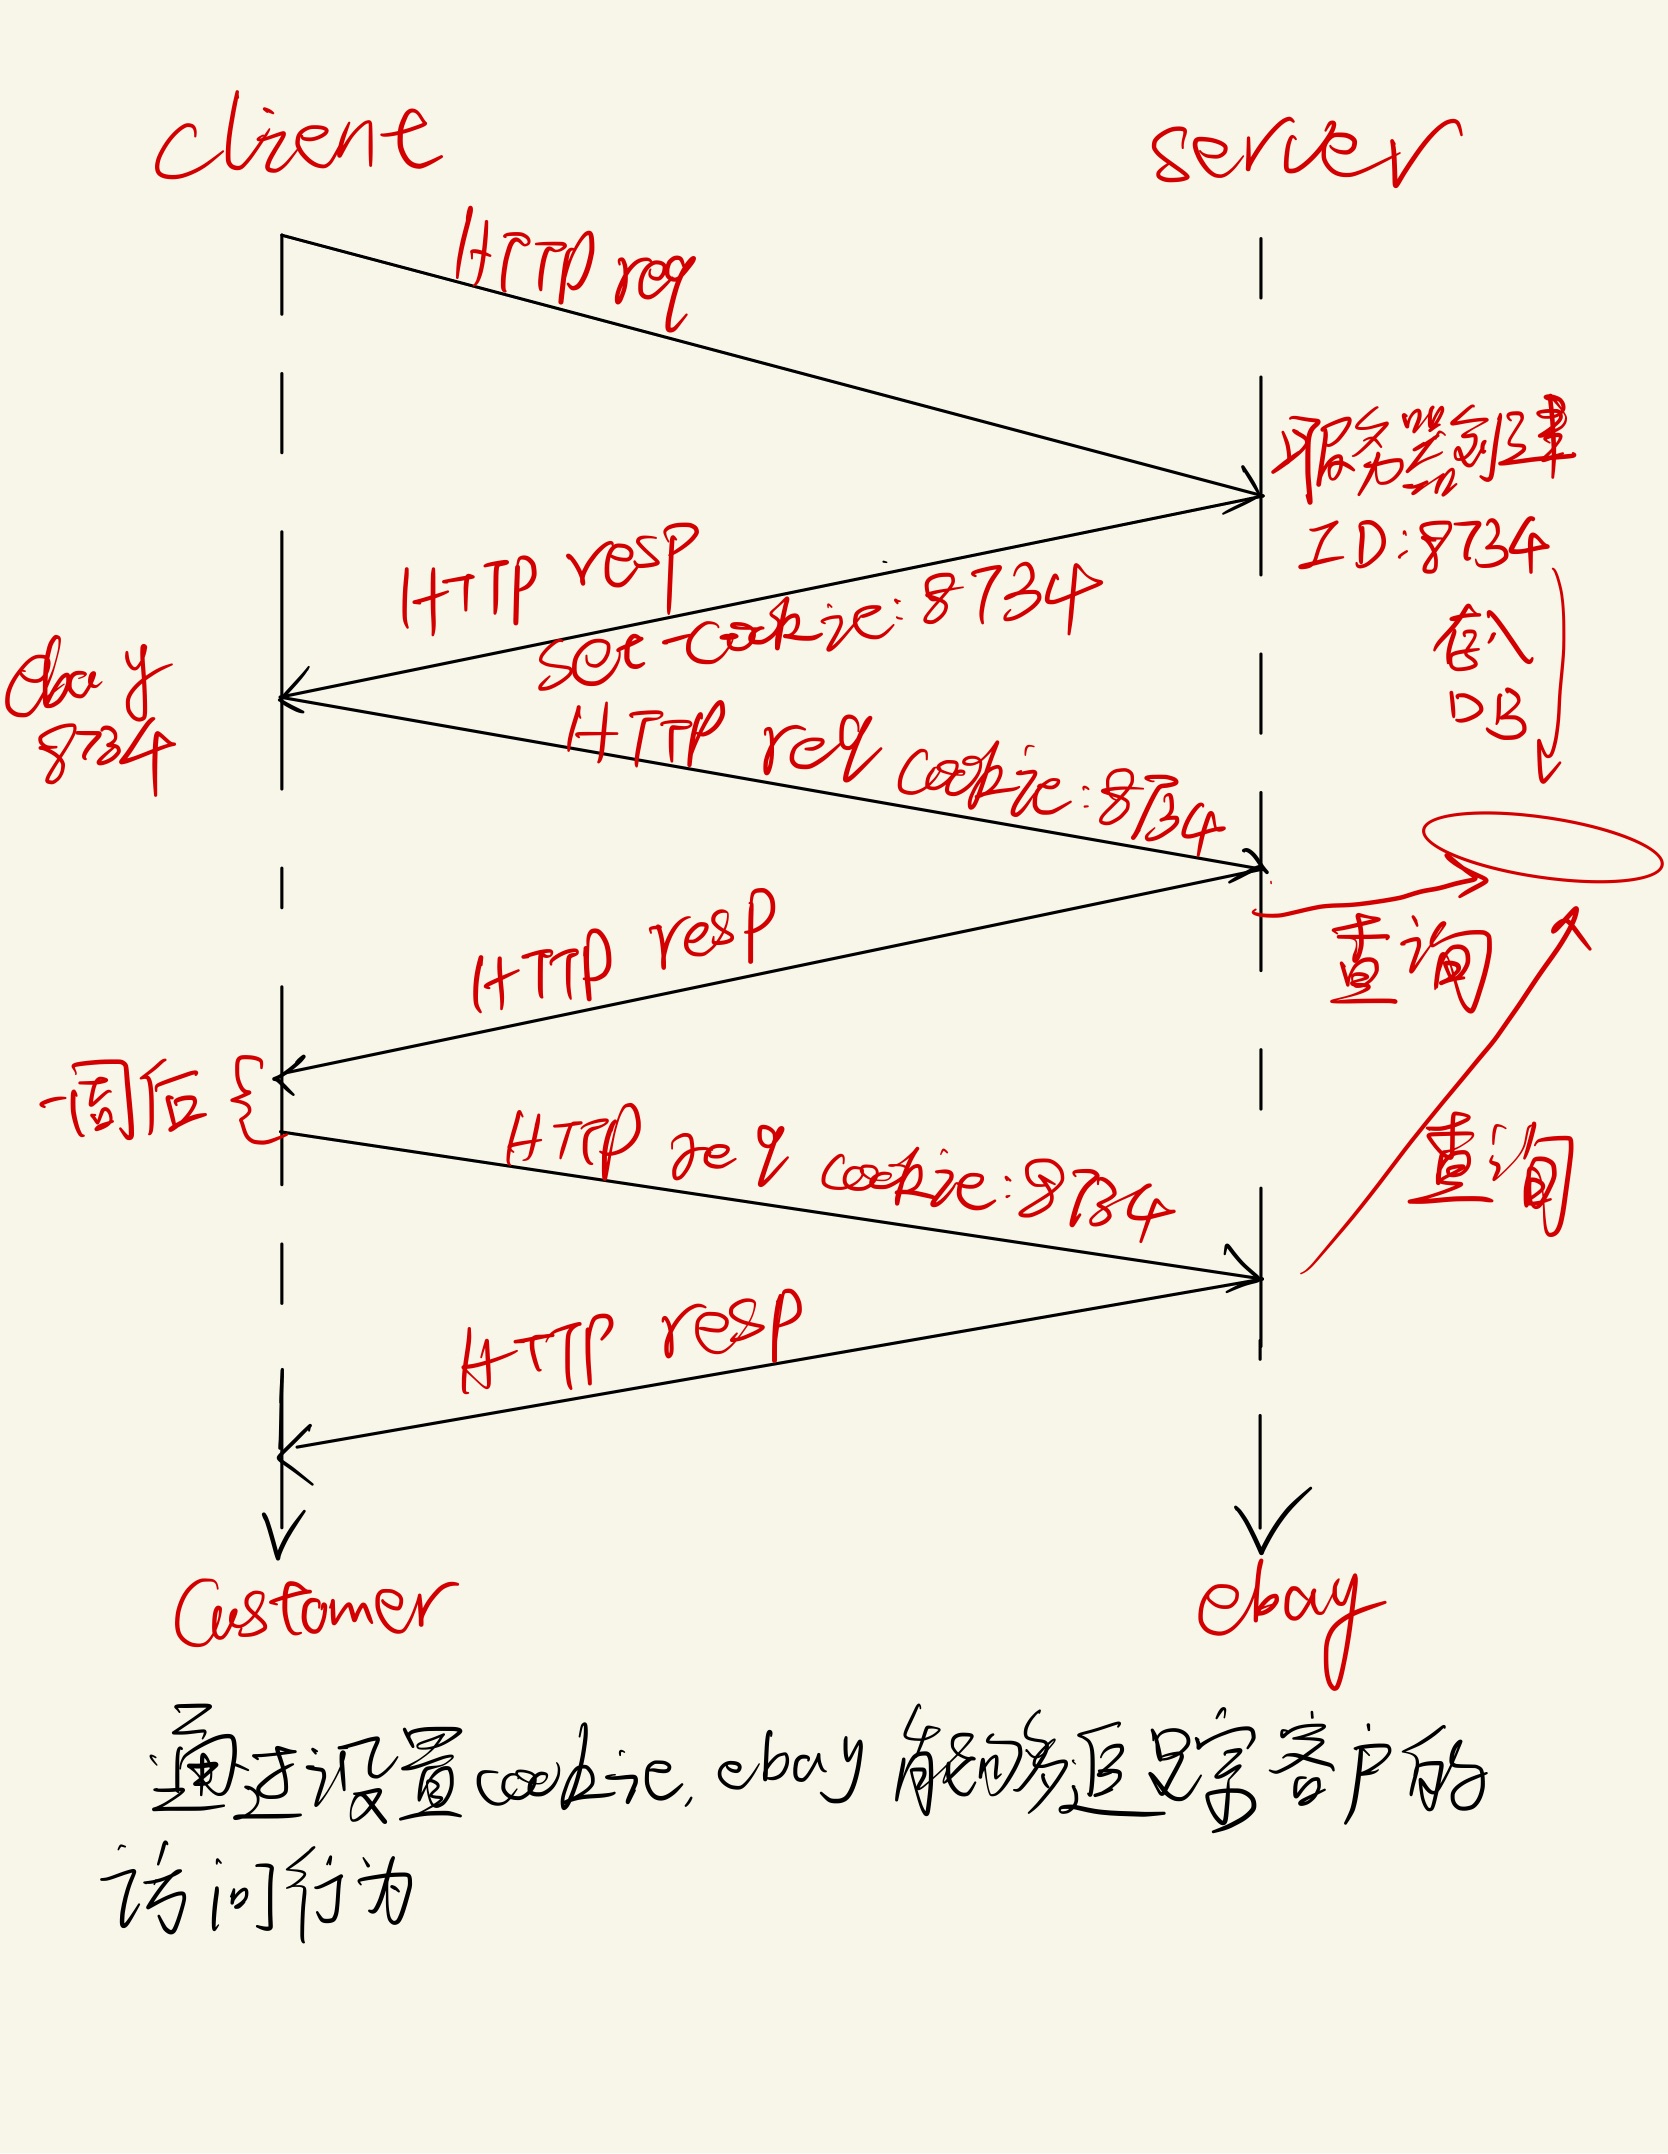 client
server
HTTP req
服务器创建
ID:8734
HTTP resp
set-cookie:8734
存入
DB
ebay
8734
HTTP req cookie:8734
查询
HTTP resp
一周后
HTTP req cookie:8734
查询
HTTP resp
Customer
ebay
通过设置cookie,ebay能够追踪客户的
访问行为